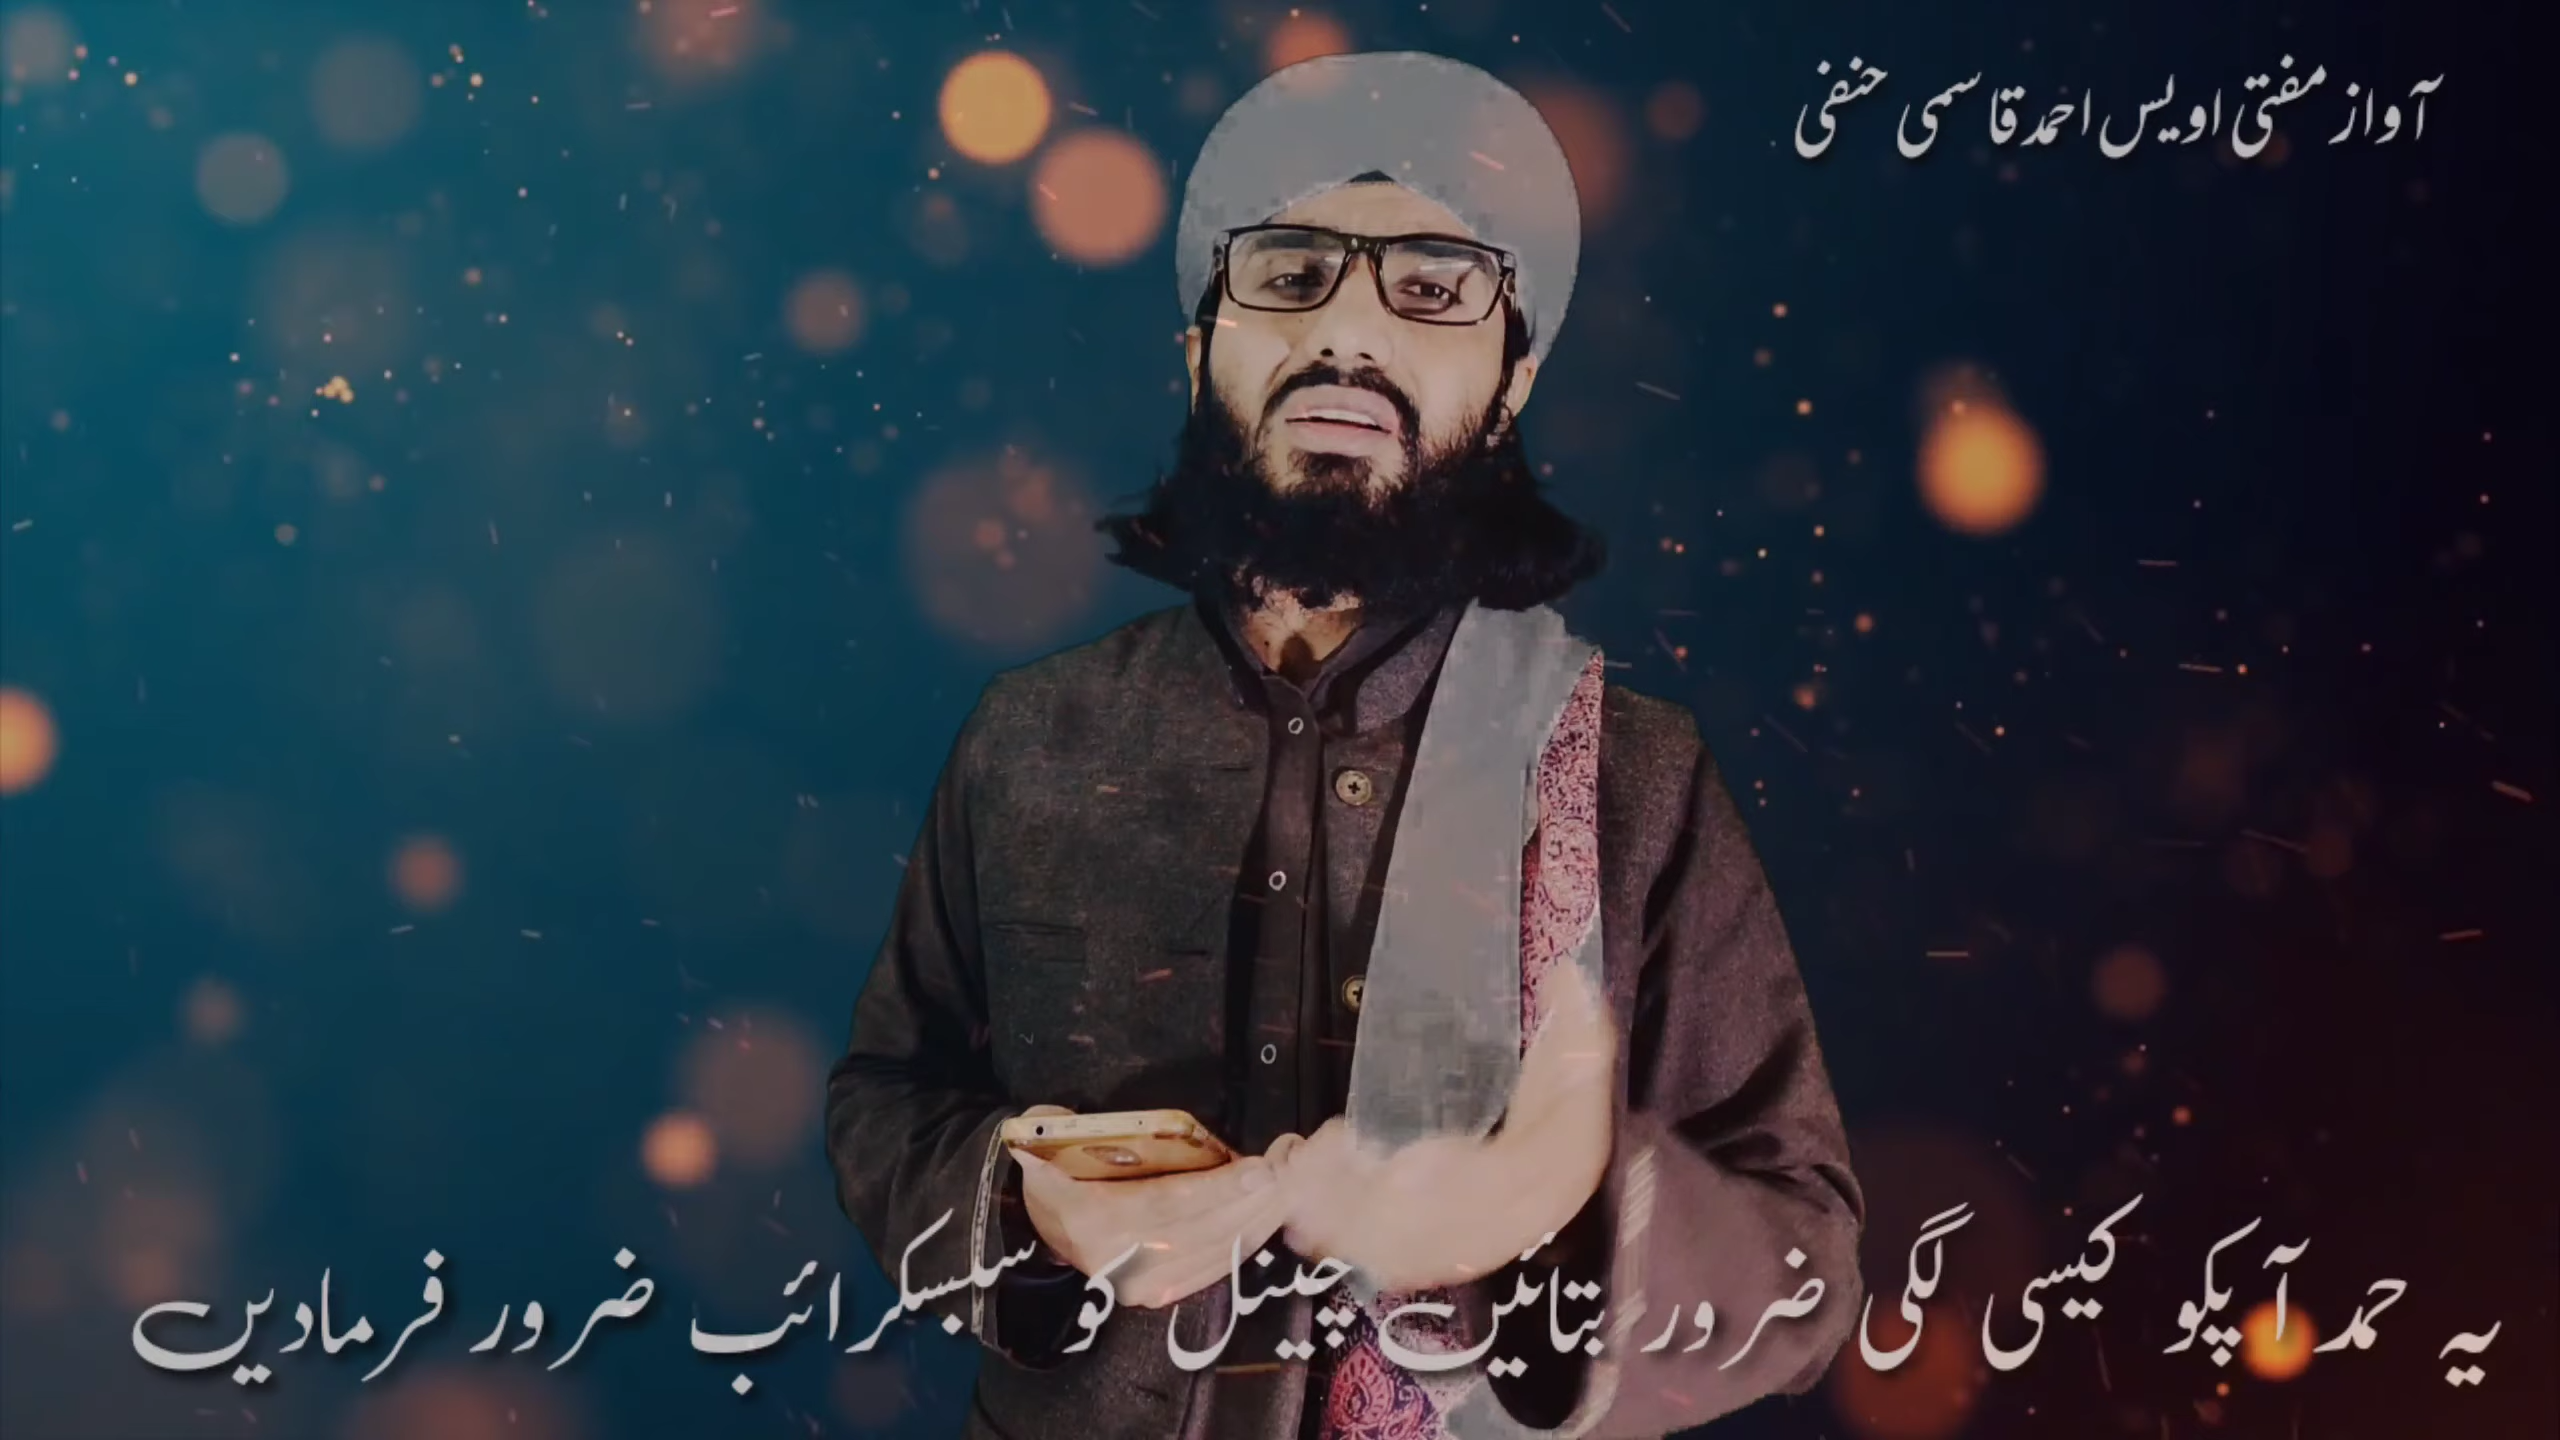 آواز مفتی اویس احمد قاسمی حنفی
یہ حمد آپکو کیسی لگی ضرور بتائیں چینل کو سبسکرائب ضرور فرمادیں